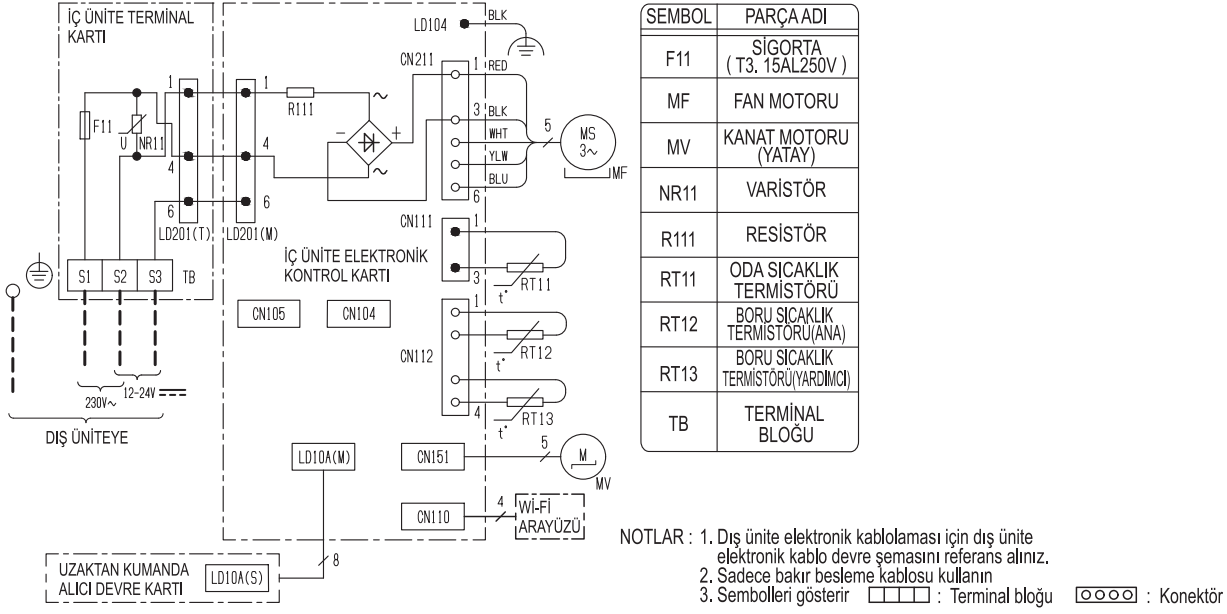 İÇ ÜNİTE TERMİNAL
KARTI
F11
U
NR11
1
4
6
LD201(T)
S1
S2
S3
TB
230V~
12-24V
DIŞ ÜNİTEYE
LD104
BLK
CN211
1
RED
3
BLK
WHT
YLW
BLU
6
5
MS
3~
MF
1
4
6
LD201(M)
R111
~
−
+
~
İÇ ÜNİTE ELEKTRONİK
KONTROL KARTI
CN105
CN104
CN111
1
3
t°
RT11
CN112
1
t°
RT12
4
t°
RT13
LD10A(M)
CN151
5
M
MV
CN110
4
Wİ-Fİ
ARAYÜZÜ
8
UZAKTAN KUMANDA
ALICI DEVRE KARTI
LD10A(S)
SEMBOL PARÇA ADI
F11 SİGORTA
( T3. 15AL250V )
MF FAN MOTORU
MV KANAT MOTORU
(YATAY)
NR11 VARİSTÖR
R111 RESİSTÖR
RT11 ODA SICAKLIK
TERMİSTÖRÜ
RT12 BORU SICAKLIK
TERMİSTÖRÜ(ANA)
RT13 BORU SICAKLIK
TERMİSTÖRÜ(YARDIMCI)
TB TERMİNAL
BLOĞU
NOTLAR : 1. Dış ünite elektronik kablolaması için dış ünite
elektronik kablo devre şemasını referans alınız.
2. Sadece bakır besleme kablosu kullanın
3. Sembolleri gösterir : Terminal bloğu : Konektör